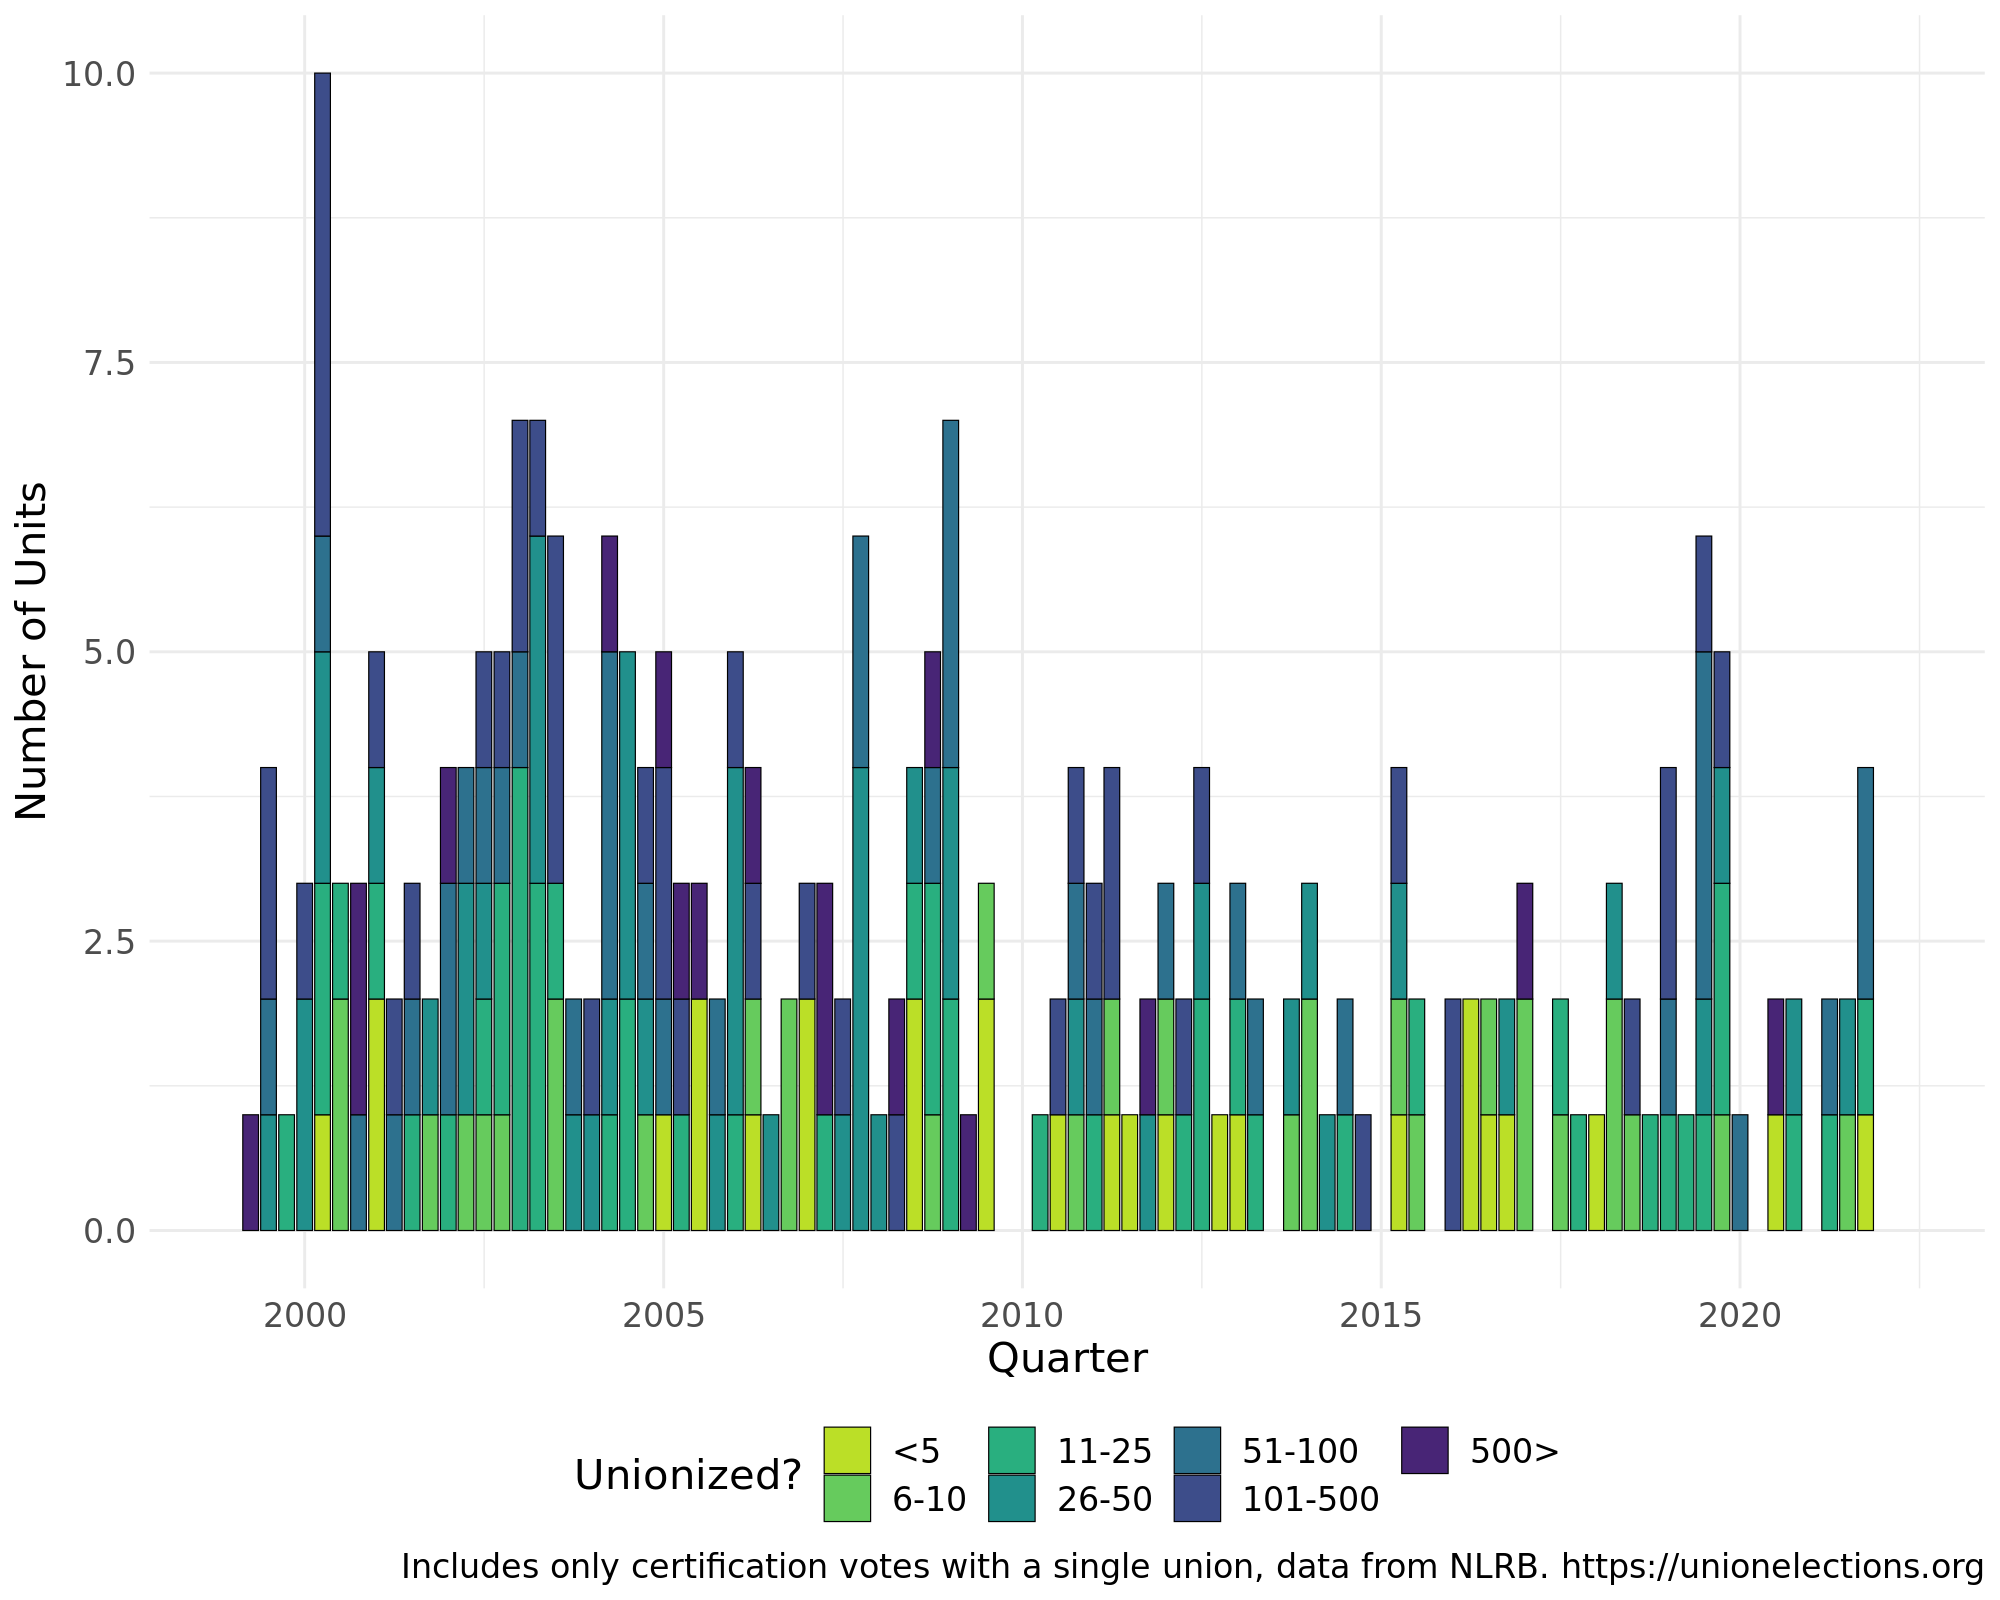 10.0
7.5
5.0
2.5
0.0
Number of Units
2000 2005 2010 2015 2020
Quarter
Unionized?
<5 11-25 51-100 500>
6-10 26-50 101-500
Includes only certification votes with a single union, data from NLRB. https://unionelections.org